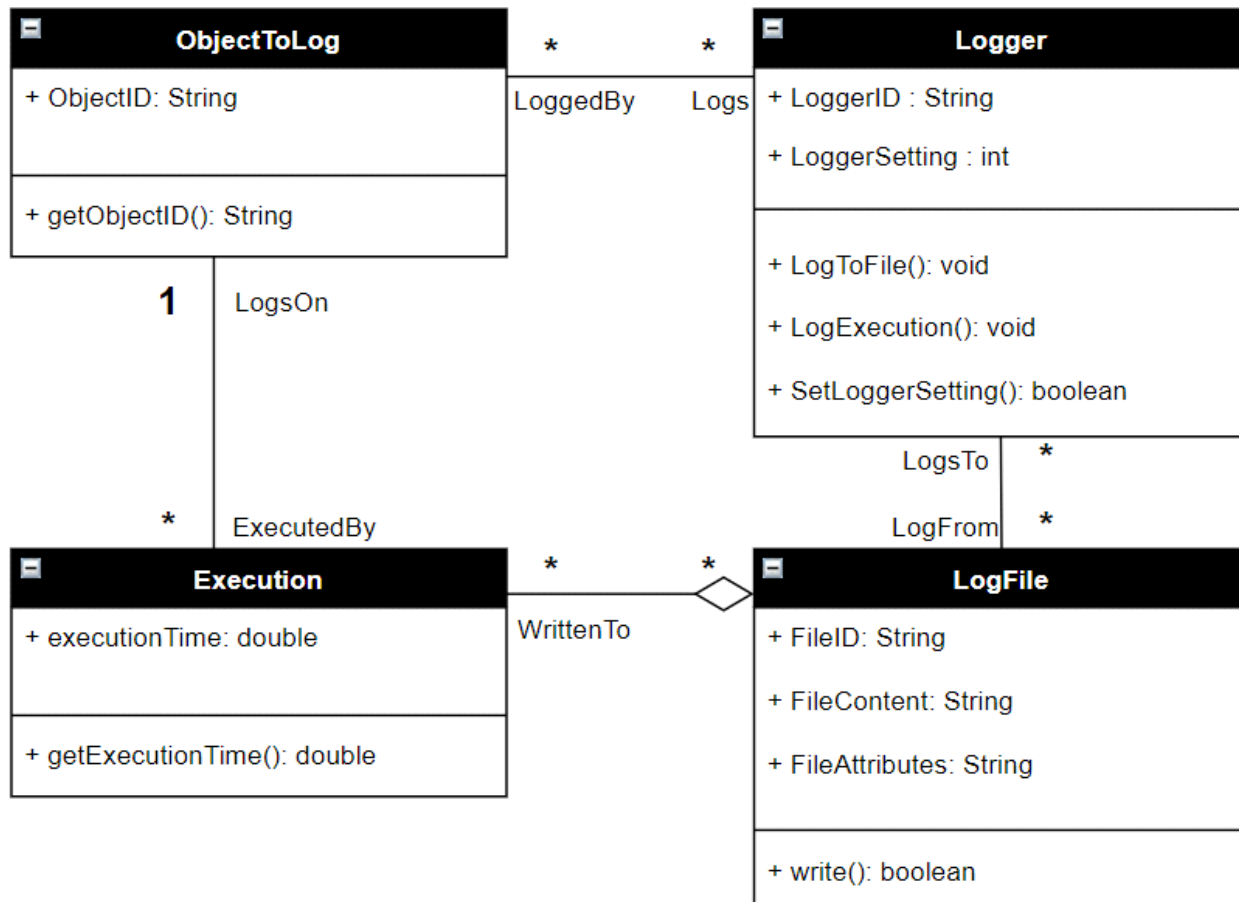 ObjectToLog
+ ObjectID: String
+ getObjectID(): String
* *
LoggedBy Logs
Logger
+ LoggerID : String
+ LoggerSetting : int
+ LogToFile(): void
+ LogExecution(): void
+ SetLoggerSetting(): boolean
1 LogsOn
* ExecutedBy
LogsTo *
LogFrom *
Execution
+ executionTime: double
+ getExecutionTime(): double
* *
WrittenTo
LogFile
+ FileID: String
+ FileContent: String
+ FileAttributes: String
+ write(): boolean